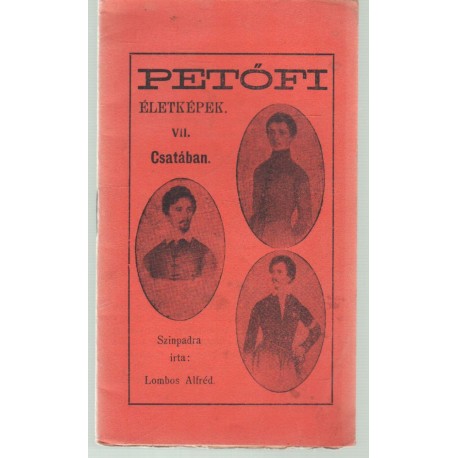 PETŐFI
ÉLETKÉPEK.
VII.
Csatában.
Szinpadra
irta:
Lombos Alfréd.